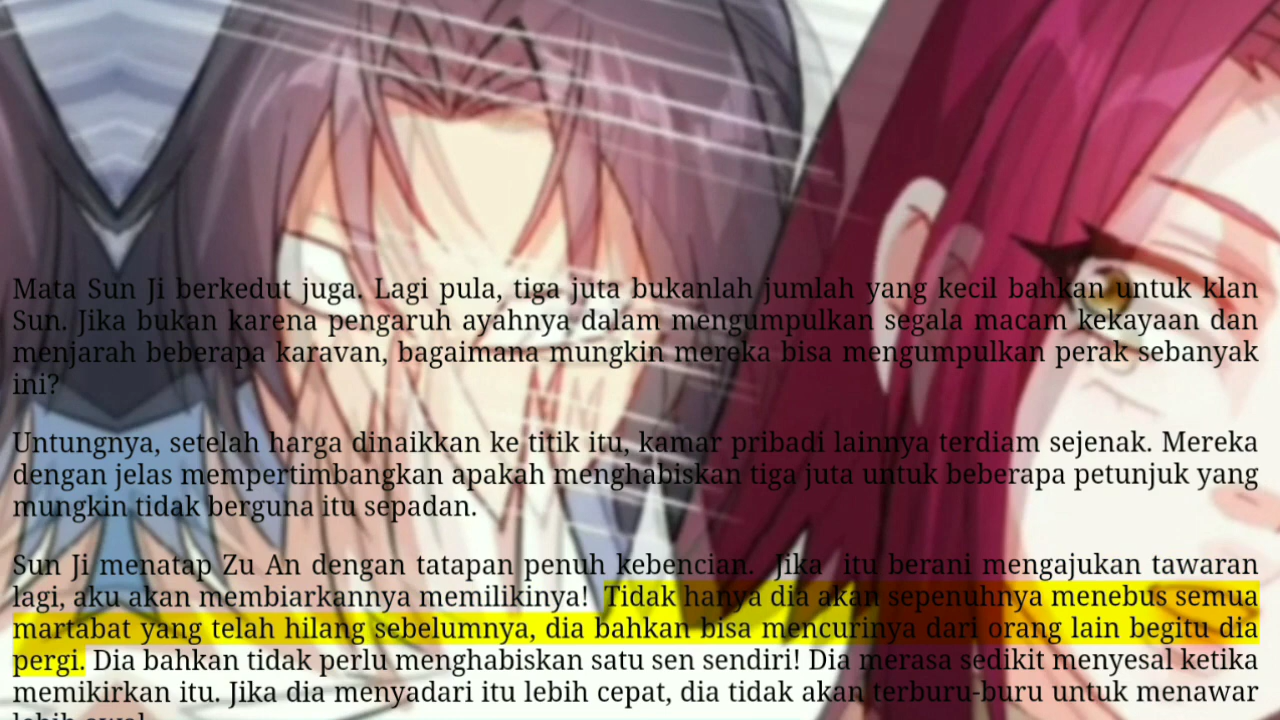 Mata Sun Ji berkedut juga. Lagi pula, tiga juta bukanlah jumlah yang kecil bahkan untuk klan
Sun. Jika bukan karena pengaruh ayahnya dalam mengumpulkan segala macam kekayaan dan
menjarah beberapa karavan, bagaimana mungkin mereka bisa mengumpulkan perak sebanyak
ini?
Untungnya, setelah harga dinaikkan ke titik itu, kamar pribadi lainnya terdiam sejenak. Mereka
dengan jelas mempertimbangkan apakah menghabiskan tiga juta untuk beberapa petunjuk yang
mungkin tidak berguna itu sepadan.
Sun Ji menatap Zu An dengan tatapan penuh kebencian. Jika itu berani mengajukan tawaran
lagi, aku akan membiarkannya memilikinya! Tidak hanya dia akan sepenuhnya menebus semua
martabat yang telah hilang sebelumnya, dia bahkan bisa mencurinya dari orang lain begitu dia
pergi. Dia bahkan tidak perlu menghabiskan satu sen sendiri! Dia merasa sedikit menyesal ketika
memikirkan itu. Jika dia menyadari itu lebih cepat, dia tidak akan terburu-buru untuk menawar